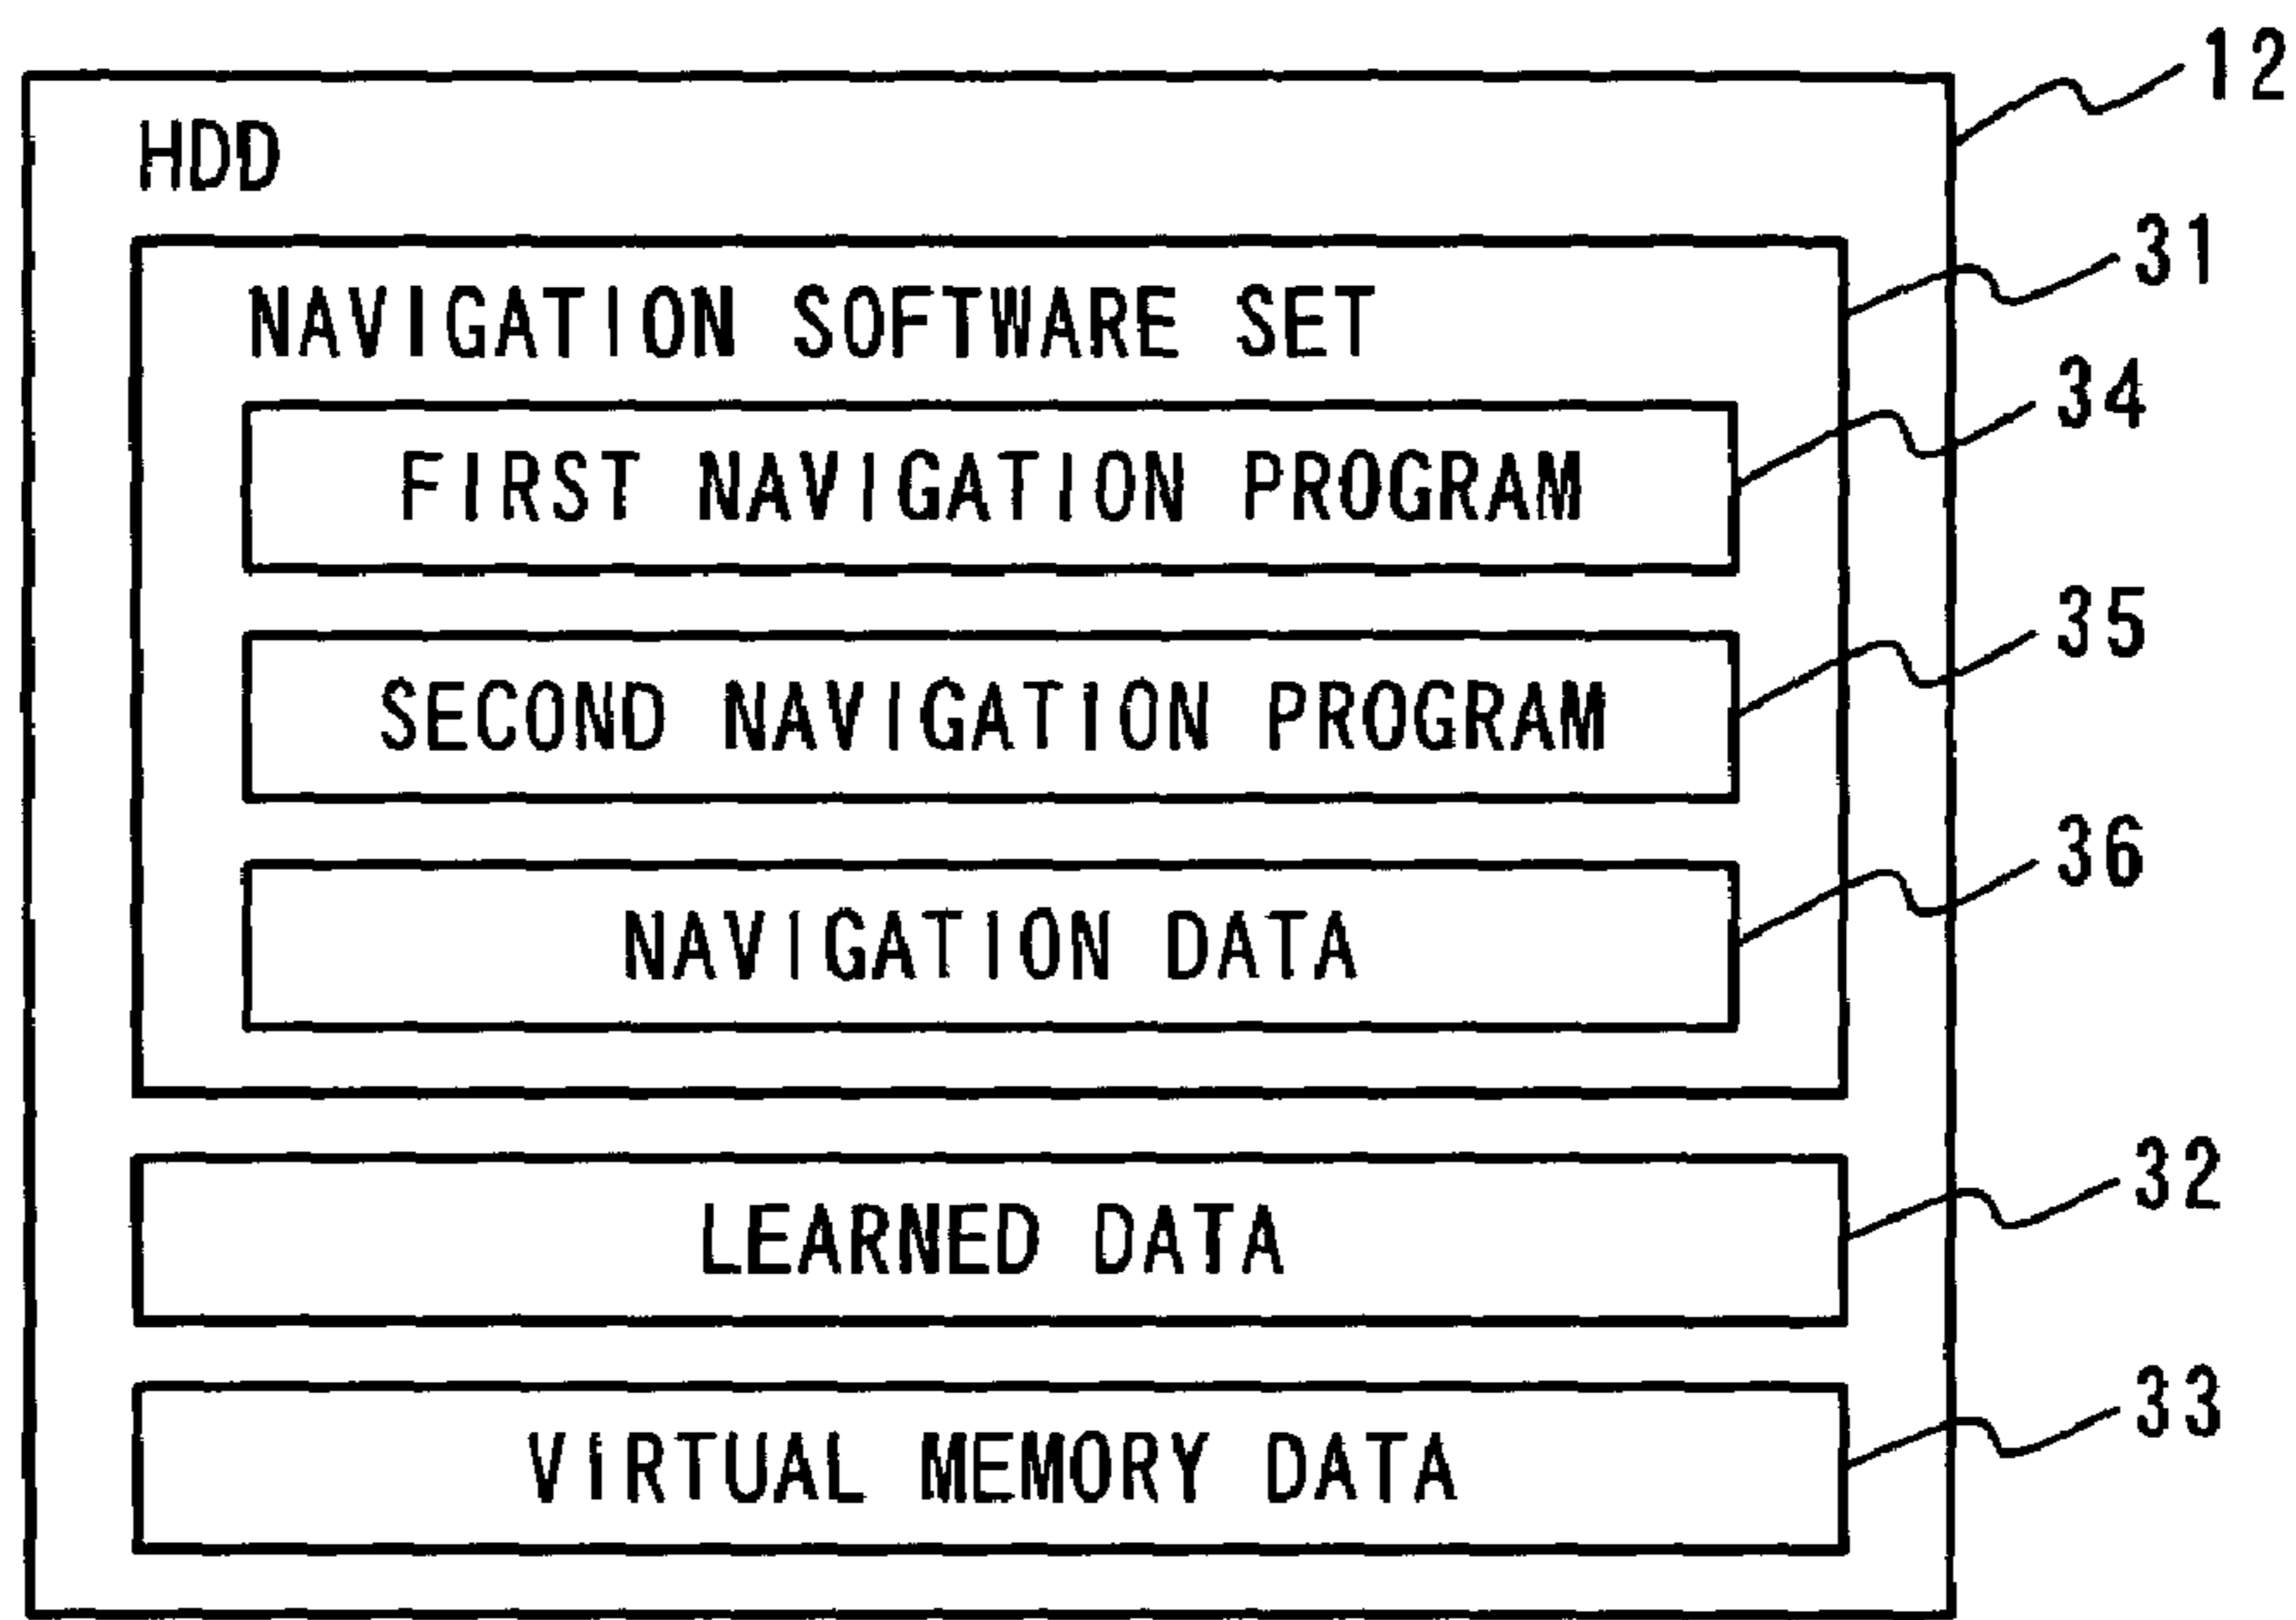 12
HDD
31
NAVIGATION SOFTWARE SET
34
FIRST NAVIGATION PROGRAM
35
SECOND NAVIGATION PROGRAM
36
NAVIGATION DATA
32
LEARNED DATA
33
VIRTUAL MEMORY DATA